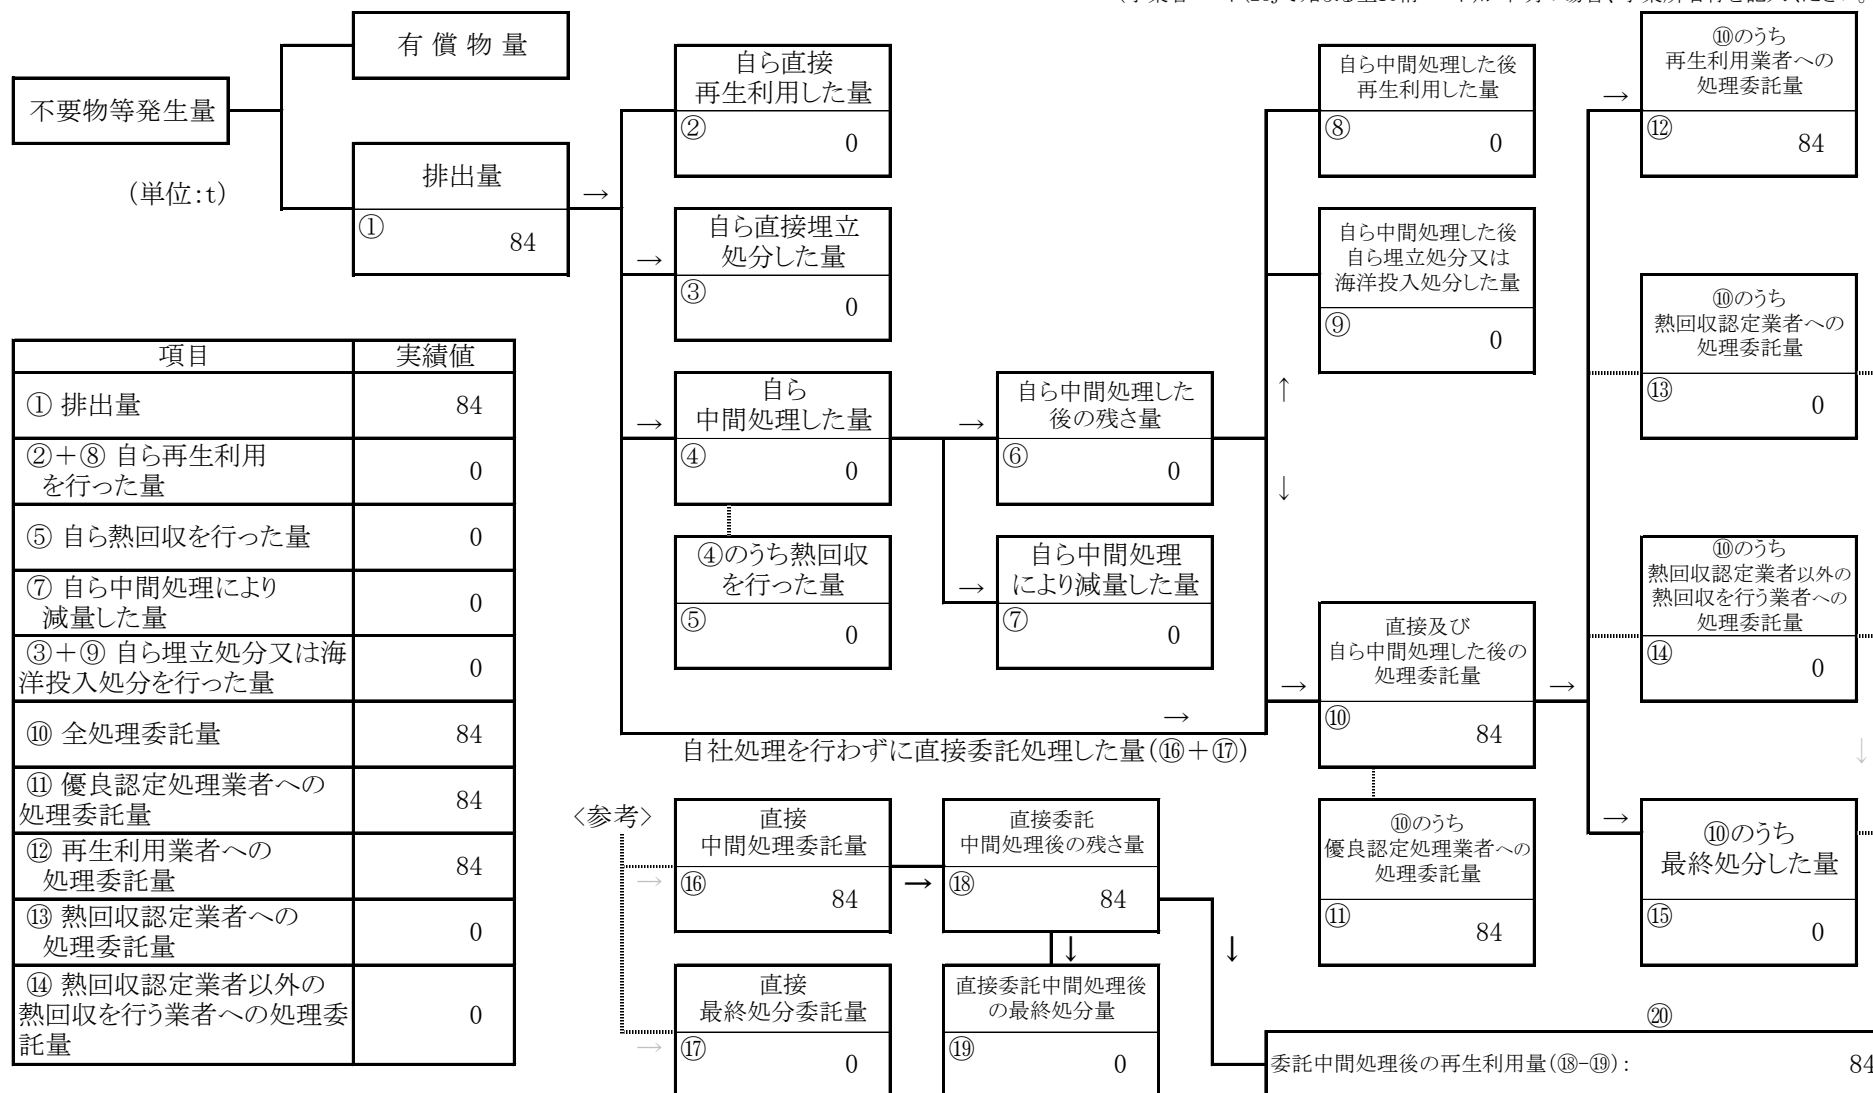 有 償 物 量
不要物等発生量
(単位:t)
排出量
①
84
→
自ら直接
再生利用した量
②
0
→
自ら直接埋立
処分した量
③
0
→
自ら
中間処理した量
④
0
④のうち熱回収
を行った量
⑤
0
→
自ら中間処理した
後の残さ量
⑥
0
→
自ら中間処理
により減量した量
⑦
0
自ら中間処理した後
再生利用した量
⑧
0
自ら中間処理した後
自ら埋立処分又は
海洋投入処分した量
⑨
0
↑
↓
→
直接及び
自ら中間処理した後の
処理委託量
⑩
84
⑩のうち
優良認定処理業者への
処理委託量
⑪
84
→
→
⑩のうち
再生利用業者への
処理委託量
⑫
84
⑩のうち
熱回収認定業者への
処理委託量
⑬
0
⑩のうち
熱回収認定業者以外の
熱回収を行う業者への
処理委託量
⑭
0
↓
→
⑩のうち
最終処分した量
⑮
0
→
自社処理を行わずに直接委託処理した量(⑯+⑰)
項目 実績値
① 排出量 84
②+⑧ 自ら再生利用
を行った量 0
⑤ 自ら熱回収を行った量 0
⑦ 自ら中間処理により
減量した量 0
③+⑨ 自ら埋立処分又は海
洋投入処分を行った量 0
⑩ 全処理委託量 84
⑪ 優良認定処理業者への
処理委託量 84
⑫ 再生利用業者への
処理委託量 84
⑬ 熱回収認定業者への
処理委託量 0
⑭ 熱回収認定業者以外の
熱回収を行う業者への処理委
託量 0
<参考>
→
直接
中間処理委託量
⑯
84
→
直接委託
中間処理後の残さ量
⑱
84
↓
↓
→
直接
最終処分委託量
⑰
0
直接委託中間処理後
の最終処分量
⑲
0
⑳
委託中間処理後の再生利用量(⑱-⑲): 84